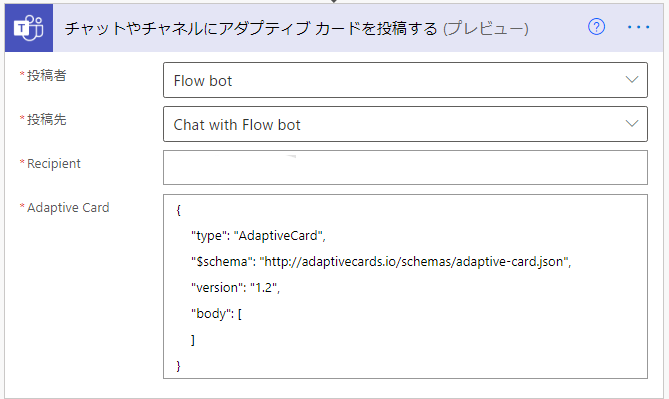 チャットやチャネルにアダプティブ カードを投稿する (プレビュー)
*投稿者
Flow bot
*投稿先
Chat with Flow bot
*Recipient
*Adaptive Card
{
"type": "AdaptiveCard",
"$schema": "http://adaptivecards.io/schemas/adaptive-card.json",
"version": "1.2",
"body": [
]
}